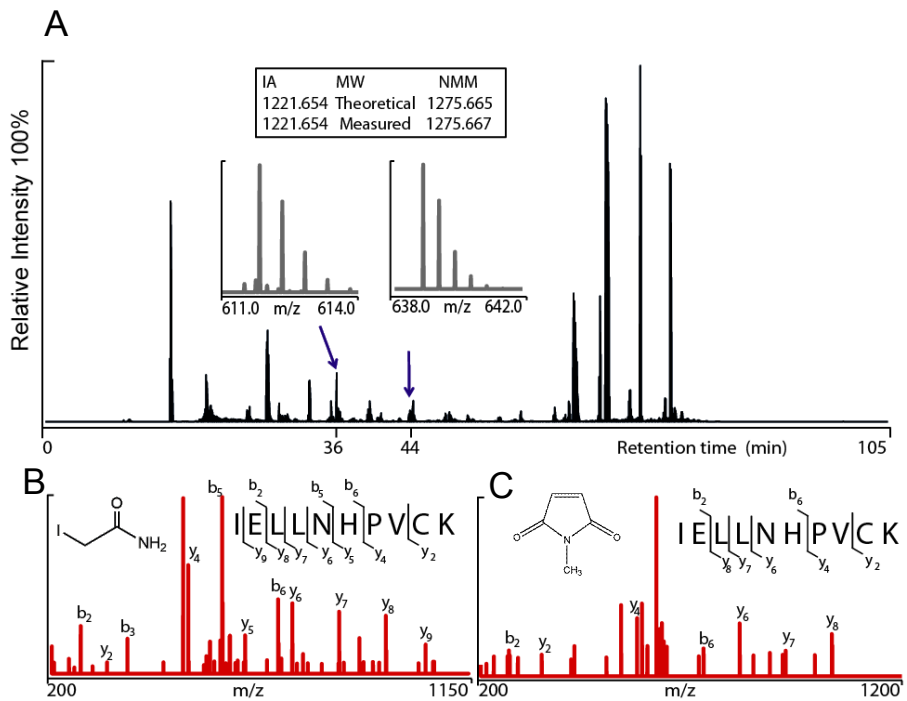 A
Relative Intensity 100%
IA MW NMM
1221.654 Theoretical 1275.665
1221.654 Measured 1275.667
611.0 m/z 614.0
638.0 m/z 642.0
0 36 44 Retention time (min) 105
B
I
O
NH2
b2
y2
b3
y4
b5
y5
b6
y6
y7
y8
y9
b2 b5 b6
IELLNHPVCK
y9 y8 y7 y6 y5 y4 y2
200 m/z 1150
C
O
N
O
CH3
b2
y2
y4
b6
y6
y7
y8
b2 b6
IELLNHPVCK
y8 y7 y6 y4 y2
200 m/z 1200